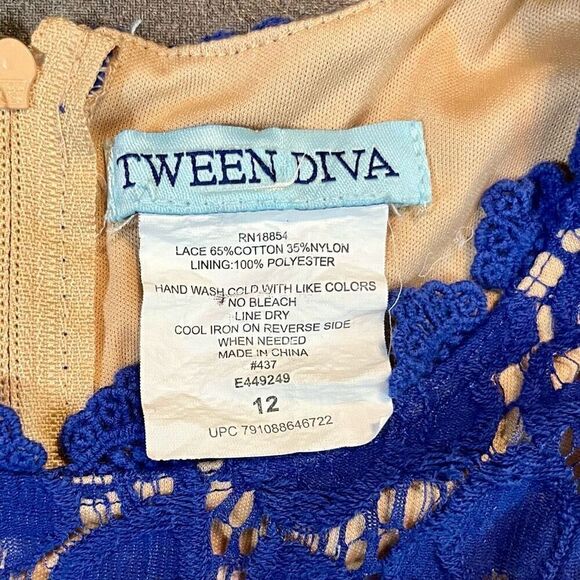 TWEEN DIVA
RN18854
LACE 65%COTTON 35%NYLON
LINING:100% POLYESTER
HAND WASH COLD WITH LIKE COLORS
NO BLEACH
LINE DRY
COOL IRON ON REVERSE SIDE
WHEN NEEDED
MADE IN CHINA
#437
E449249
12
UPC 791088646722